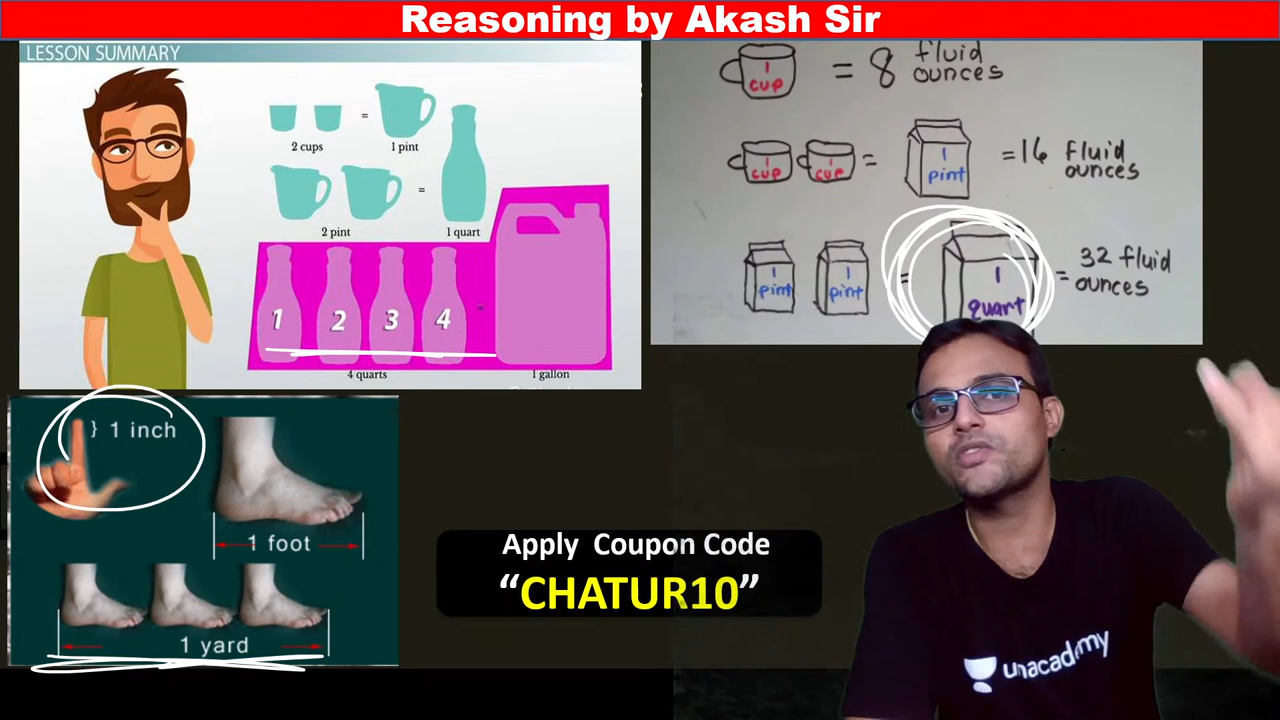 Reasoning by Akash Sir
LESSON SUMMARY
2 cups
=
1 pint
2 pint
=
1 quart
1
2
3
4
4 quarts
1 gallon
1 cup
= 8 fluid ounces
1 cup
1 cup
=
1 pint
= 16 fluid ounces
1 pint
1 pint
=
1 quart
= 32 fluid ounces
} 1 inch
1 foot
1 yard
Apply Coupon Code
“CHATUR10”
unacademy